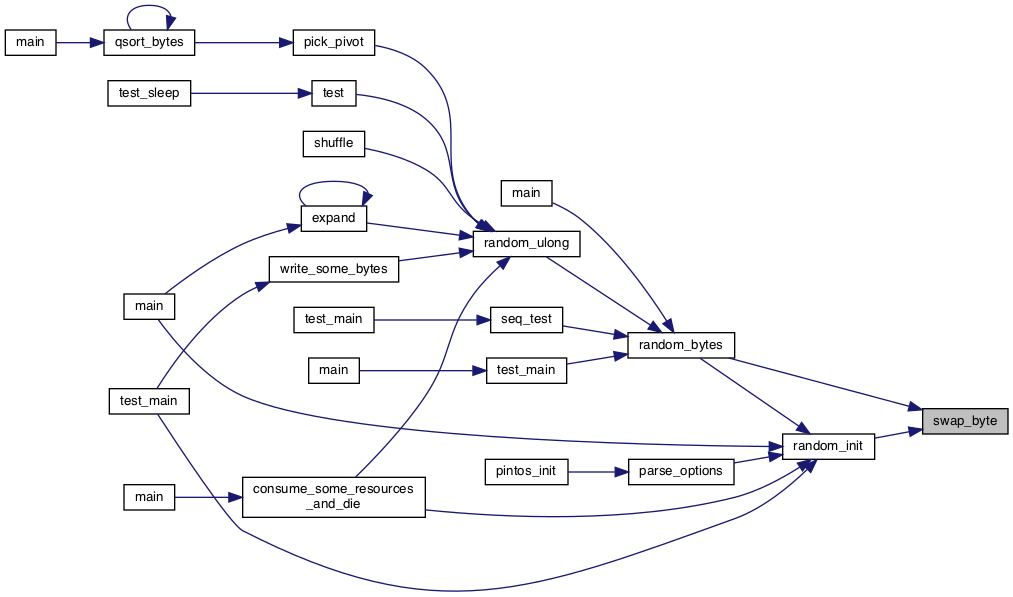 main
qsort_bytes
pick_pivot
test_sleep
test
shuffle
main
expand
random_ulong
write_some_bytes
main
test_main
seq_test
random_bytes
main
test_main
test_main
swap_byte
random_init
pintos_init
parse_options
main
consume_some_resources
_and_die